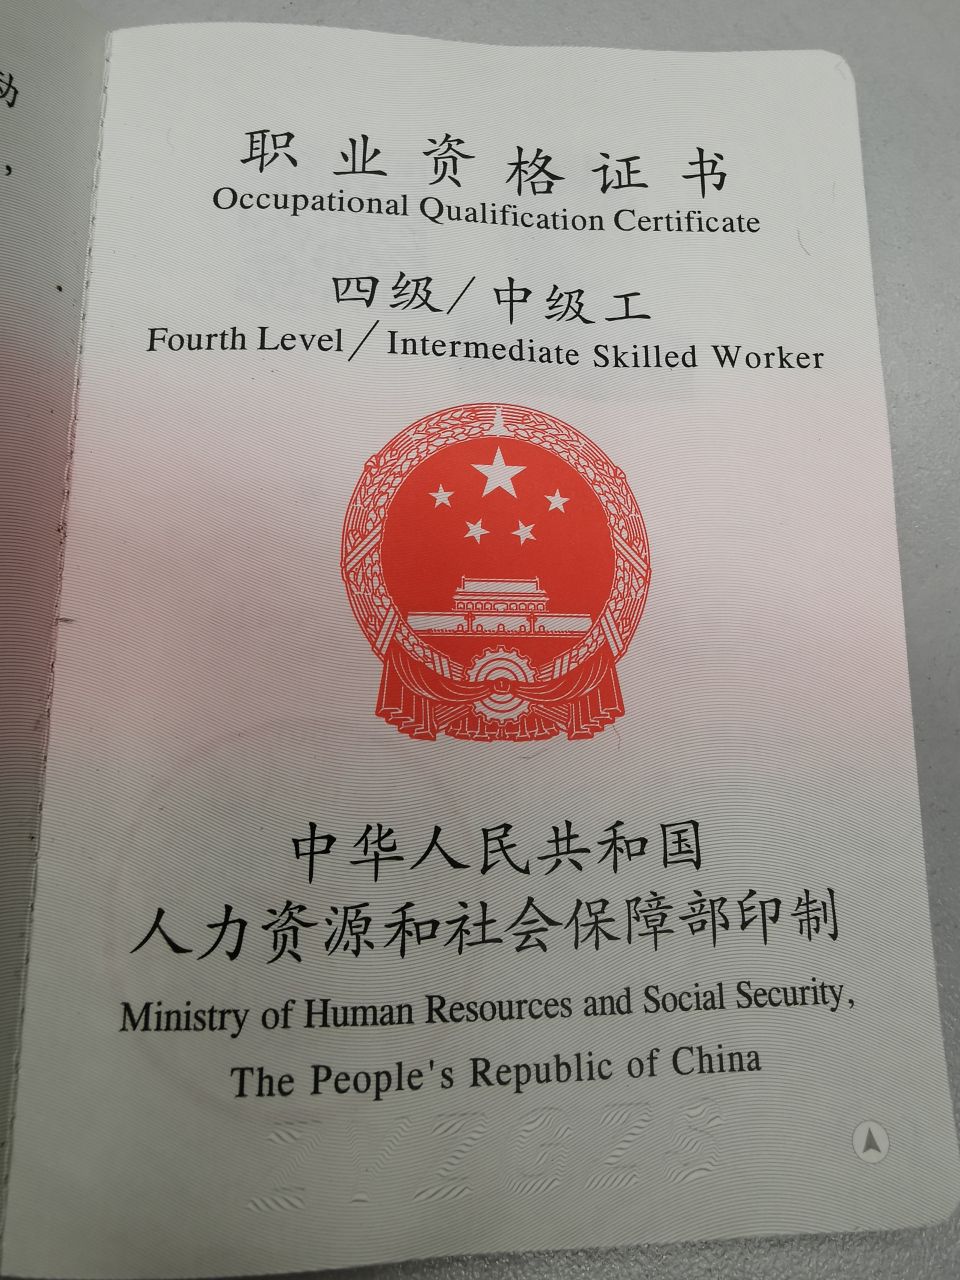 动
，
职业资格证书
Occupational Qualification Certificate
四级/中级工
Fourth Level/Intermediate Skilled Worker
中华人民共和国
人力资源和社会保障部印制
Ministry of Human Resources and Social Security,
The People's Republic of China
ZYZGZS